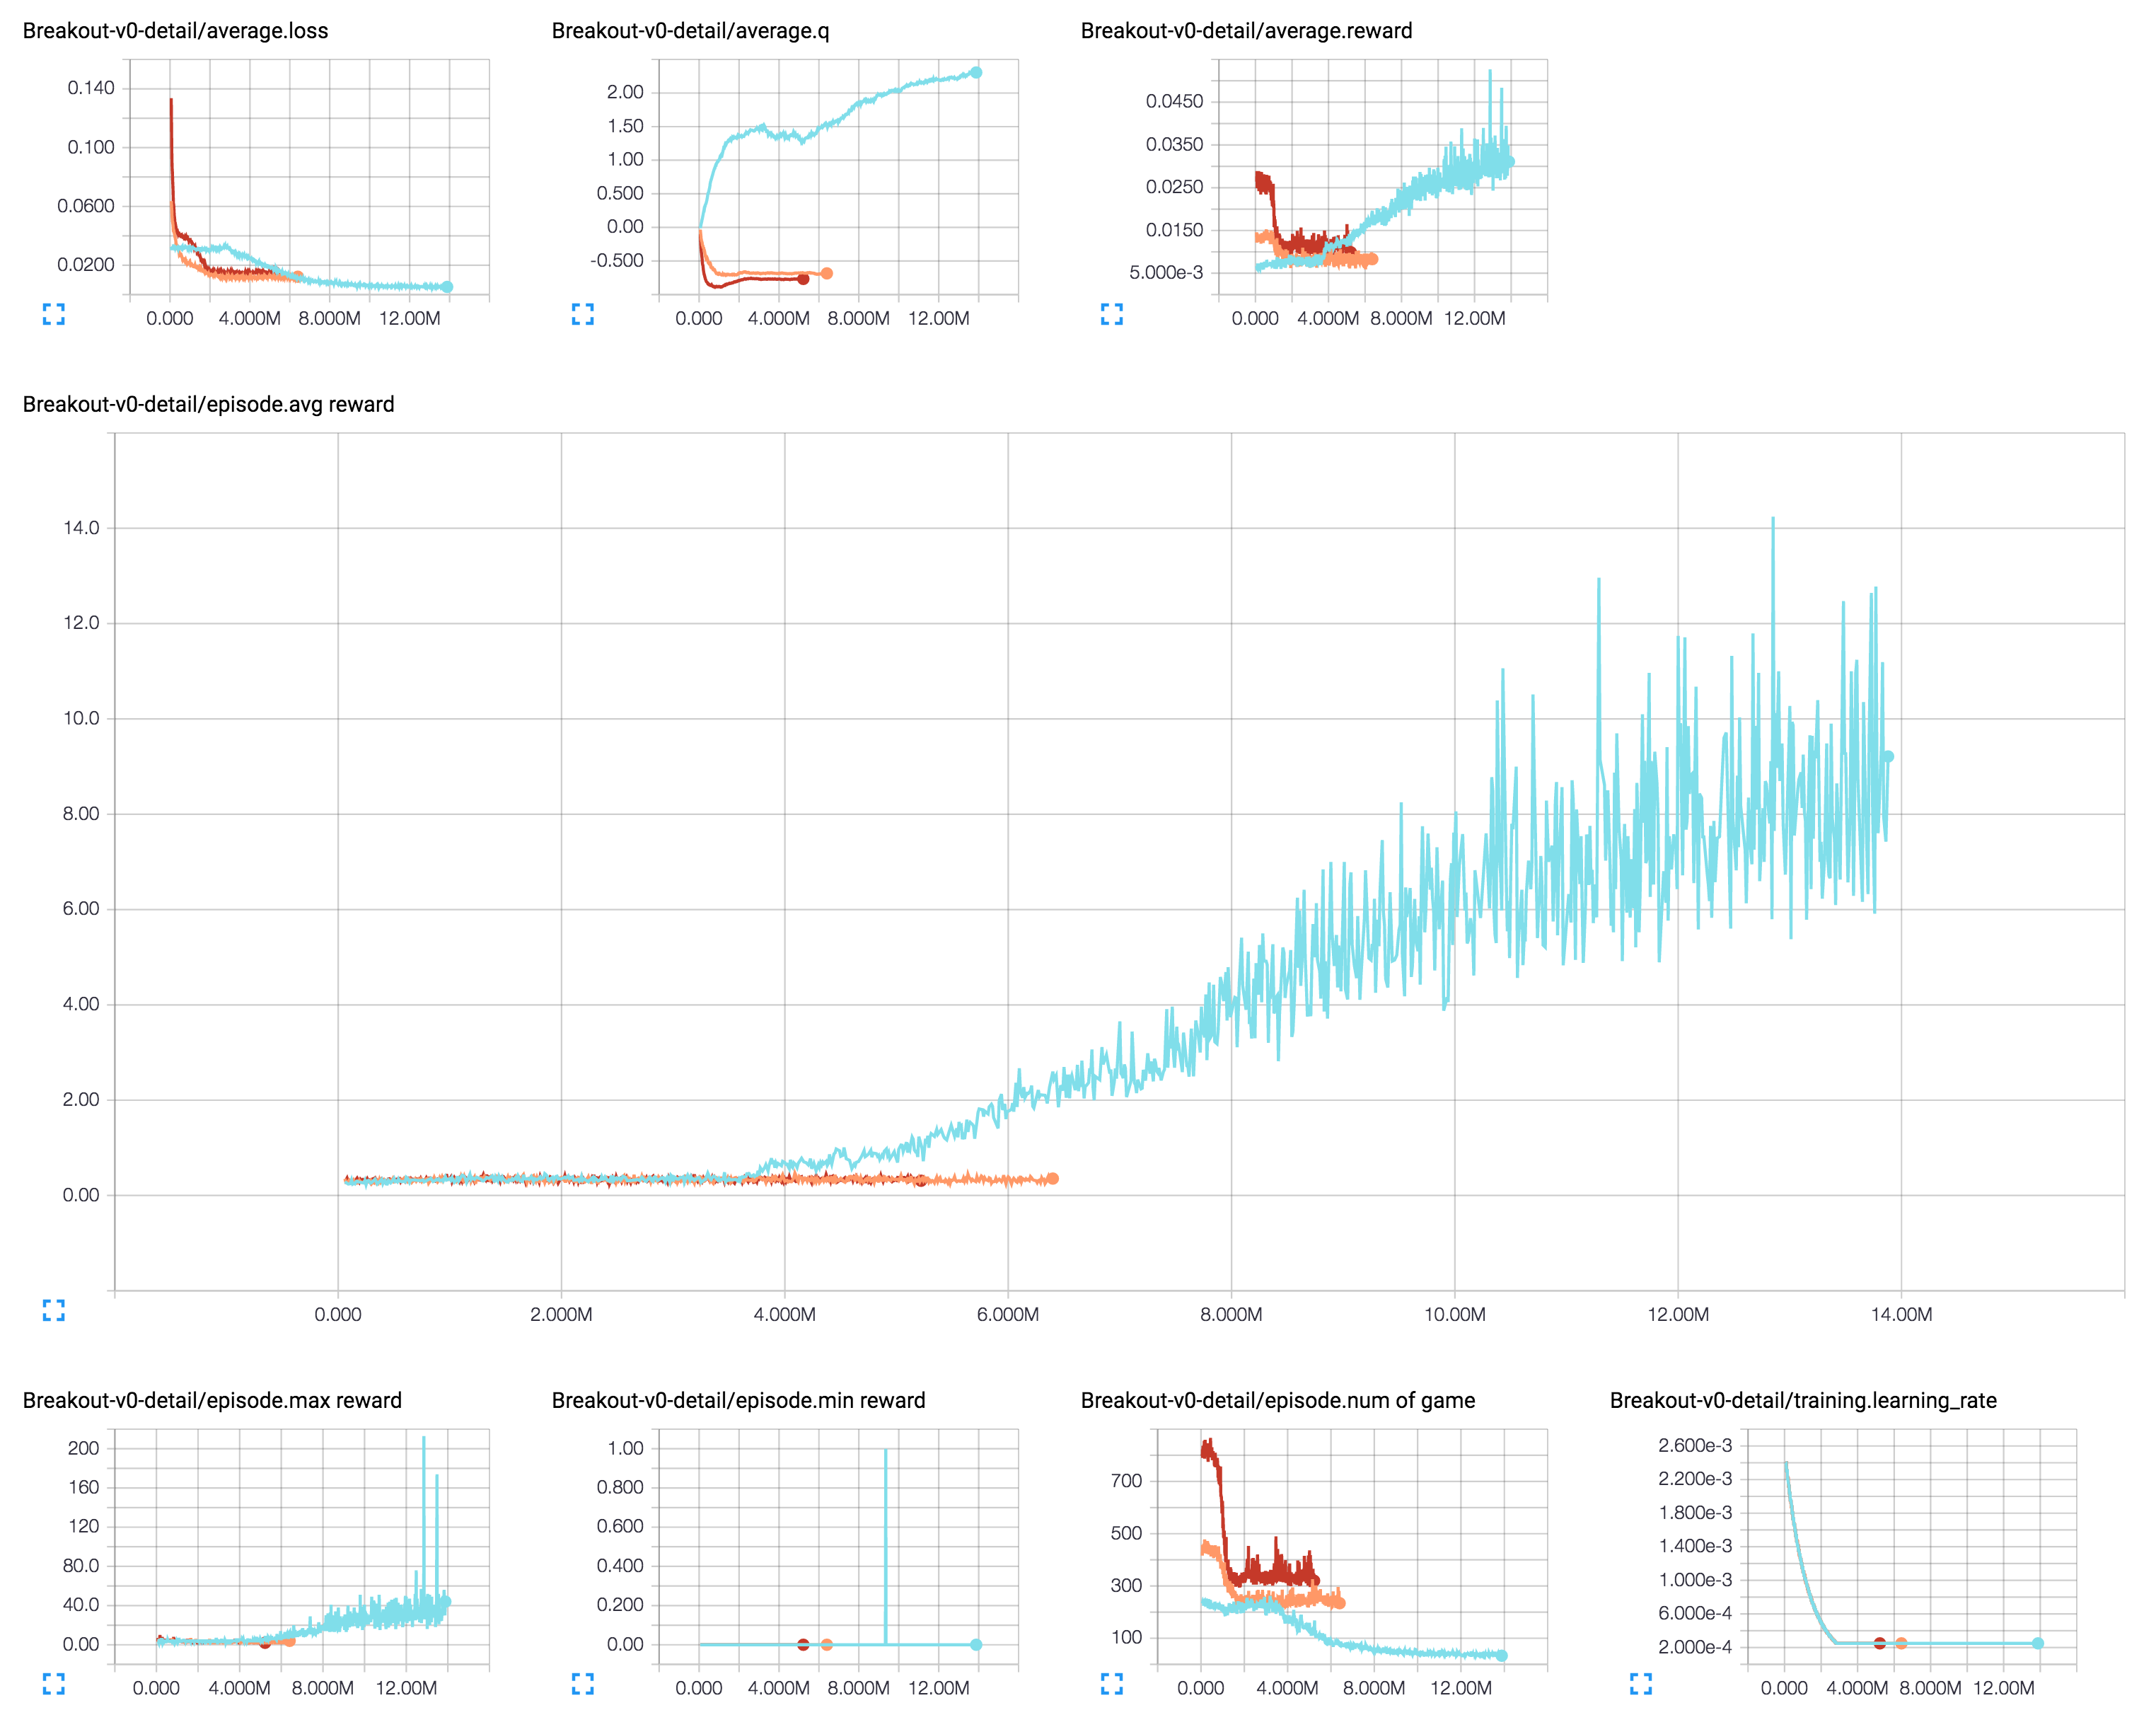 Breakout-v0-detail/average.loss
0.140
0.100
0.0600
0.0200
0.000 4.000M 8.000M 12.00M
Breakout-v0-detail/average.q
2.00
1.50
1.00
0.500
0.00
-0.500
0.000 4.000M 8.000M 12.00M
Breakout-v0-detail/average.reward
0.0450
0.0350
0.0250
0.0150
5.000e-3
0.000 4.000M 8.000M 12.00M
Breakout-v0-detail/episode.avg reward
14.0
12.0
10.0
8.00
6.00
4.00
2.00
0.00
0.000 2.000M 4.000M 6.000M 8.000M 10.00M 12.00M 14.00M
Breakout-v0-detail/episode.max reward
200
160
120
80.0
40.0
0.00
0.000 4.000M 8.000M 12.00M
Breakout-v0-detail/episode.min reward
1.00
0.800
0.600
0.400
0.200
0.00
0.000 4.000M 8.000M 12.00M
Breakout-v0-detail/episode.num of game
700
500
300
100
0.000 4.000M 8.000M 12.00M
Breakout-v0-detail/training.learning_rate
2.600e-3
2.200e-3
1.800e-3
1.400e-3
1.000e-3
6.000e-4
2.000e-4
0.000 4.000M 8.000M 12.00M